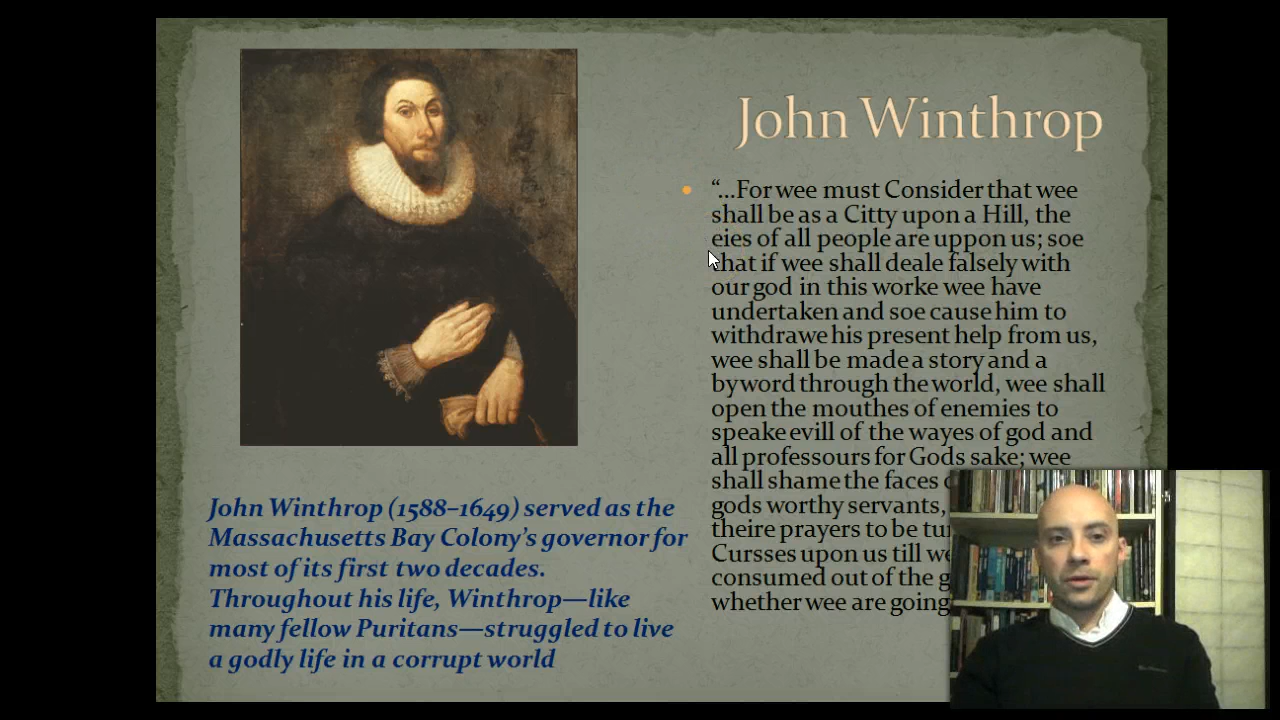 John Winthrop
“...For wee must Consider that wee
shall be as a Citty upon a Hill, the
eies of all people are uppon us; soe
that if wee shall deale falsely with
our god in this worke wee have
undertaken and soe cause him to
withdrawe his present help from us,
wee shall be made a story and a
byword through the world, wee shall
open the mouthes of enemies to
speake evill of the wayes of god and
all professours for Gods sake; wee
shall shame the faces
gods worthy servants,
theire prayers to be
Cursses upon us till
consumed out of the
whether wee are going
John Winthrop (1588–1649) served as the
Massachusetts Bay Colony’s governor for
most of its first two decades.
Throughout his life, Winthrop—like
many fellow Puritans—struggled to live
a godly life in a corrupt world